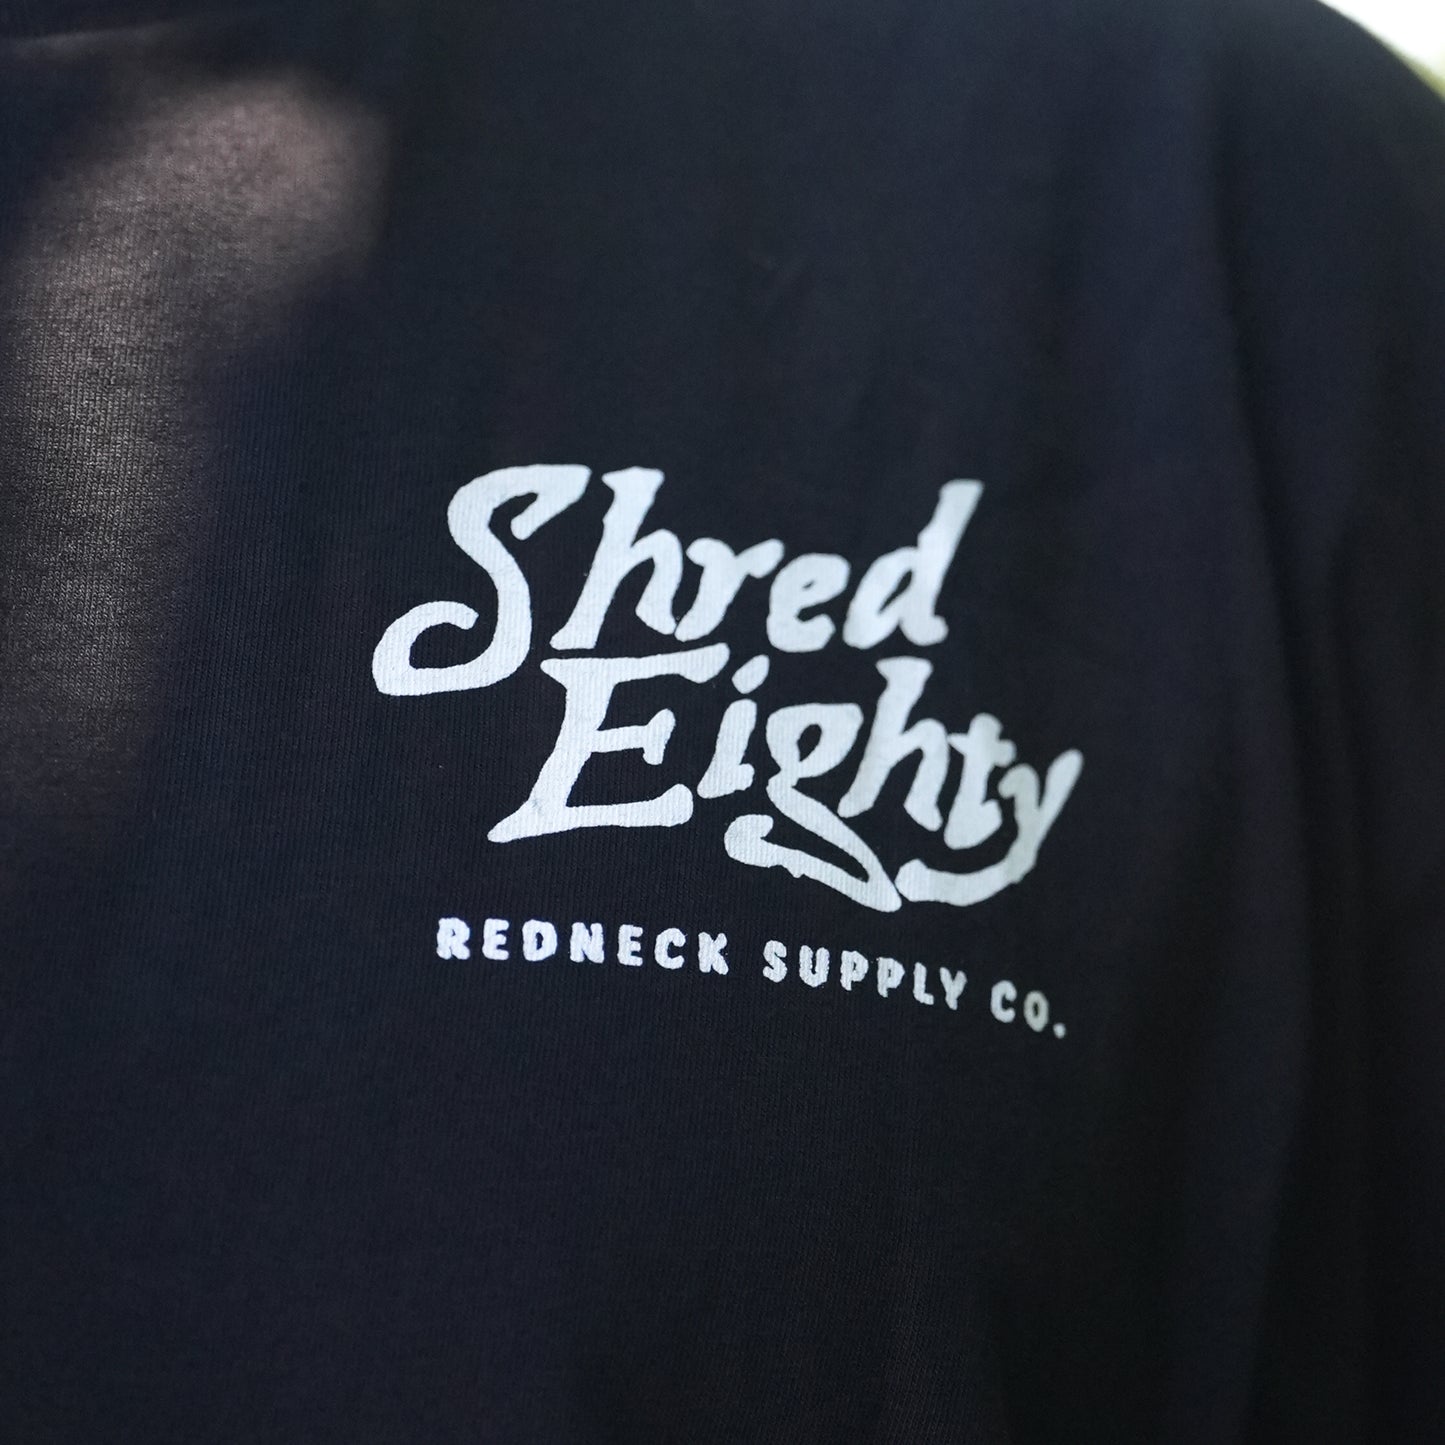 Shred
Eighty
REDNECK SUPPLY CO.